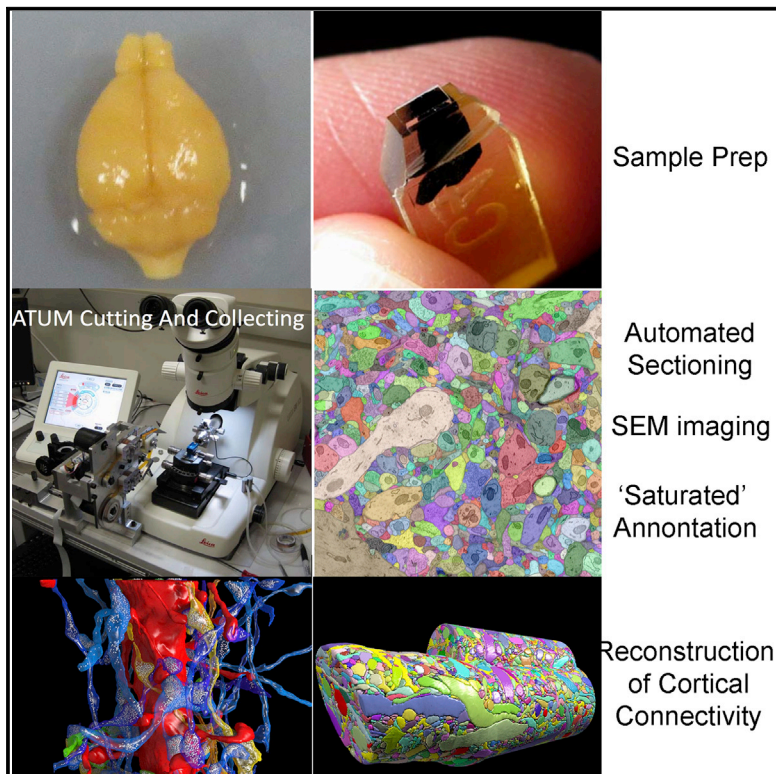 Sample Prep
ATUM Cutting And Collecting
Automated
Sectioning
SEM imaging
‘Saturated’
Annontation
Reconstruction
of Cortical
Connectivity